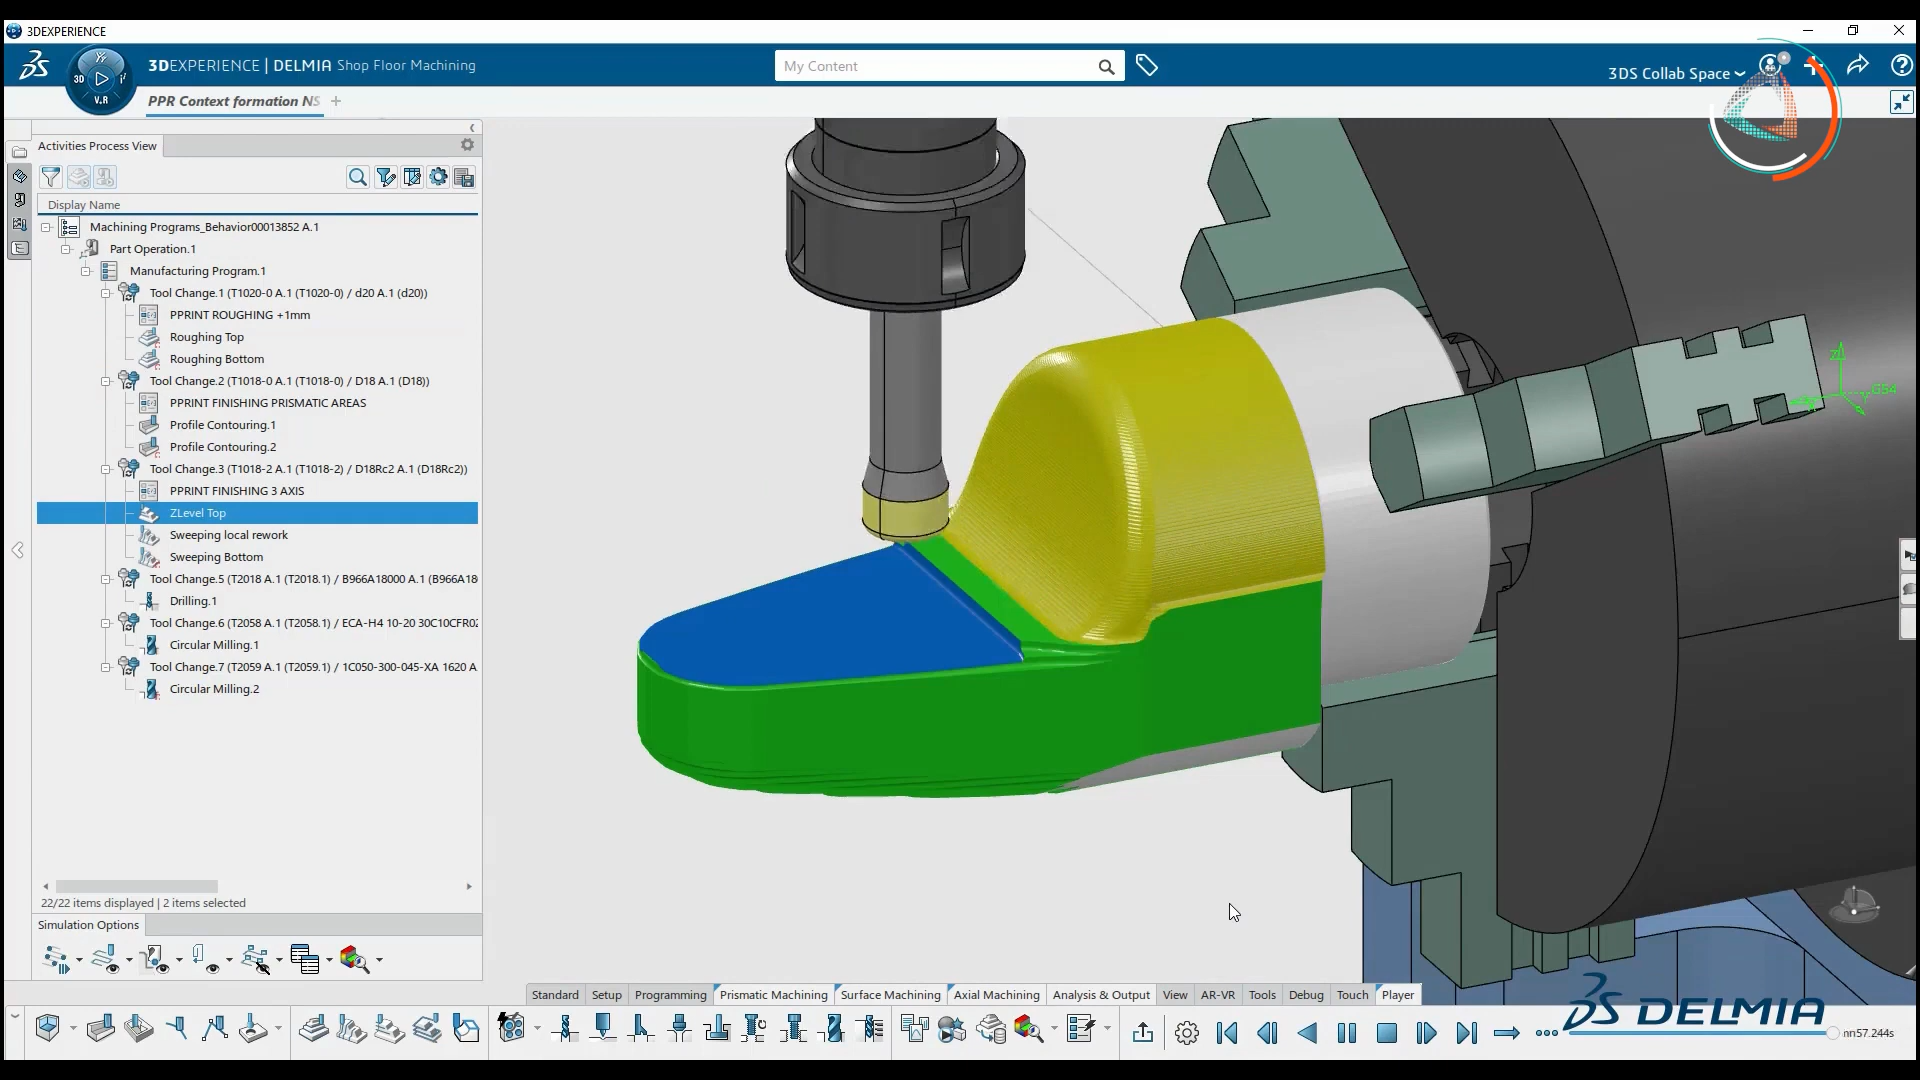 3DEXPERIENCE
3DEXPERIENCE | DELMIA Shop Floor Machining
My Content
3DS Collab Space
3D
V.R
PPR Context formation NS
Activities Process View
Display Name
Machining Programs_Behavior00013852 A.1
Part Operation.1
Manufacturing Program.1
Tool Change.1 (T1020-0 A.1 (T1020-0) / d20 A.1 (d20))
PPRINT ROUGHING +1mm
Roughing Top
Roughing Bottom
Tool Change.2 (T1018-0 A.1 (T1018-0) / D18 A.1 (D18))
PPRINT FINISHING PRISMATIC AREAS
Profile Contouring.1
Profile Contouring.2
Tool Change.3 (T1018-2 A.1 (T1018-2) / D18Rc2 A.1 (D18Rc2))
PPRINT FINISHING 3 AXIS
ZLevel Top
Sweeping local rework
Sweeping Bottom
Tool Change.5 (T2018 A.1 (T2018.1) / B966A18000 A.1 (B966A18
Drilling.1
Tool Change.6 (T2058 A.1 (T2058.1) / ECA-H4 10-20 30C10CFR02
Circular Milling.1
Tool Change.7 (T2059 A.1 (T2059.1) / 1C050-300-045-XA 1620 A
Circular Milling.2
G54
22/22 items displayed | 2 items selected
Simulation Options
Standard Setup Programming Prismatic Machining Surface Machining Axial Machining Analysis & Output View AR-VR Tools Debug Touch Player
DELMIA
57.244s